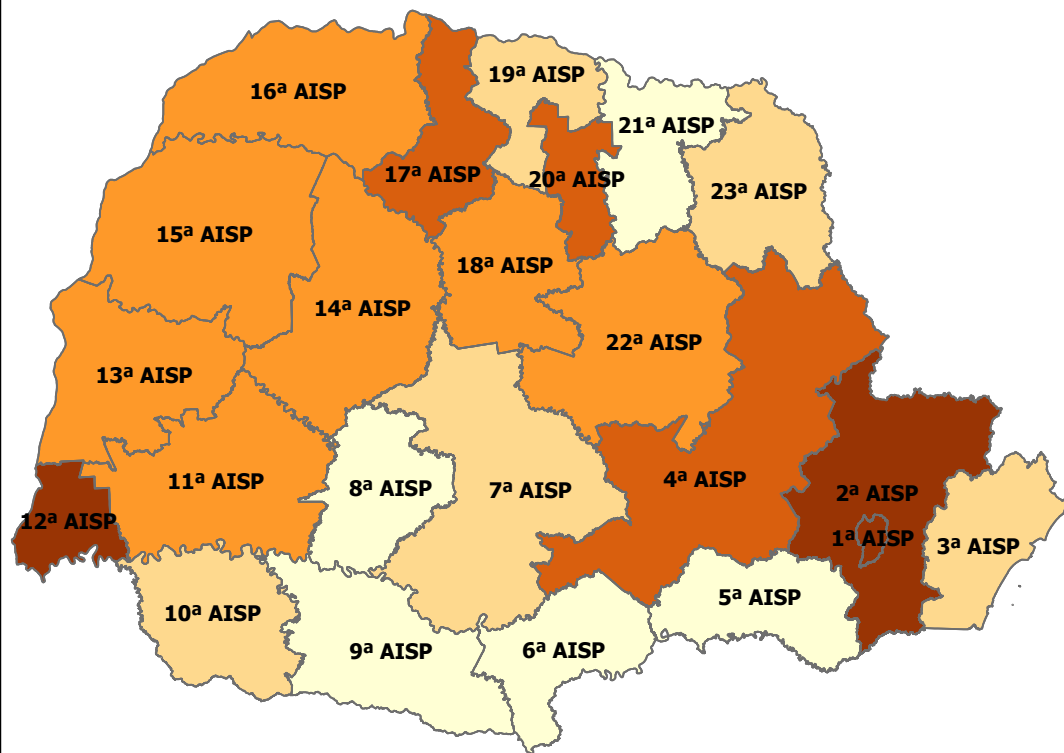 19ª AISP
16ª AISP
21ª AISP
17ª AISP
20ª AISP
23ª AISP
15ª AISP
18ª AISP
14ª AISP
22ª AISP
13ª AISP
11ª AISP
8ª AISP
7ª AISP
4ª AISP
2ª AISP
12ª AISP
1ª AISP
3ª AISP
5ª AISP
10ª AISP
9ª AISP
6ª AISP